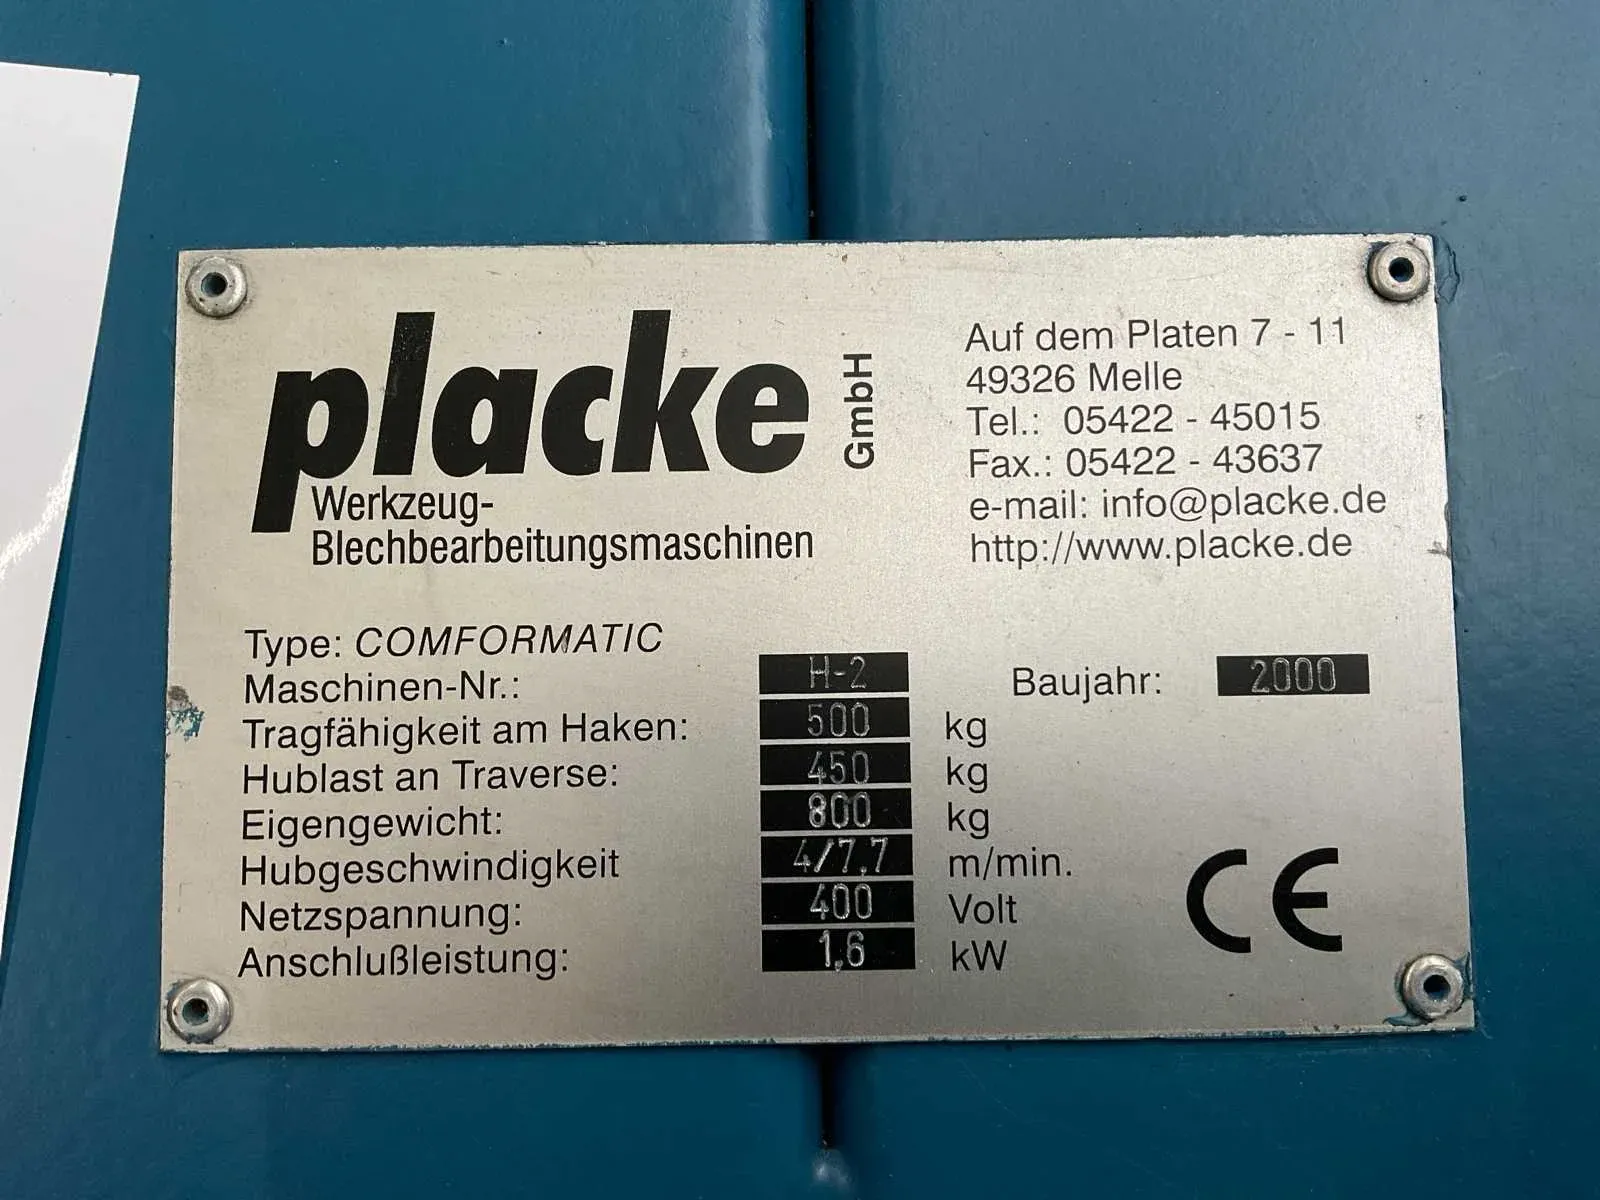 placke GmbH
Werkzeug-
Blechbearbeitungsmaschinen
Auf dem Platen 7 - 11
49326 Melle
Tel.: 05422 - 45015
Fax.: 05422 - 43637
e-mail: info@placke.de
http://www.placke.de
Type: COMFORMATIC
Maschinen-Nr.: H-2 Baujahr: 2000
Tragfähigkeit am Haken: 500 kg
Hublast an Traverse: 450 kg
Eigengewicht: 800 kg
Hubgeschwindigkeit 4/7.7 m/min.
Netzspannung: 400 Volt
Anschlußleistung: 1,6 kW
CE